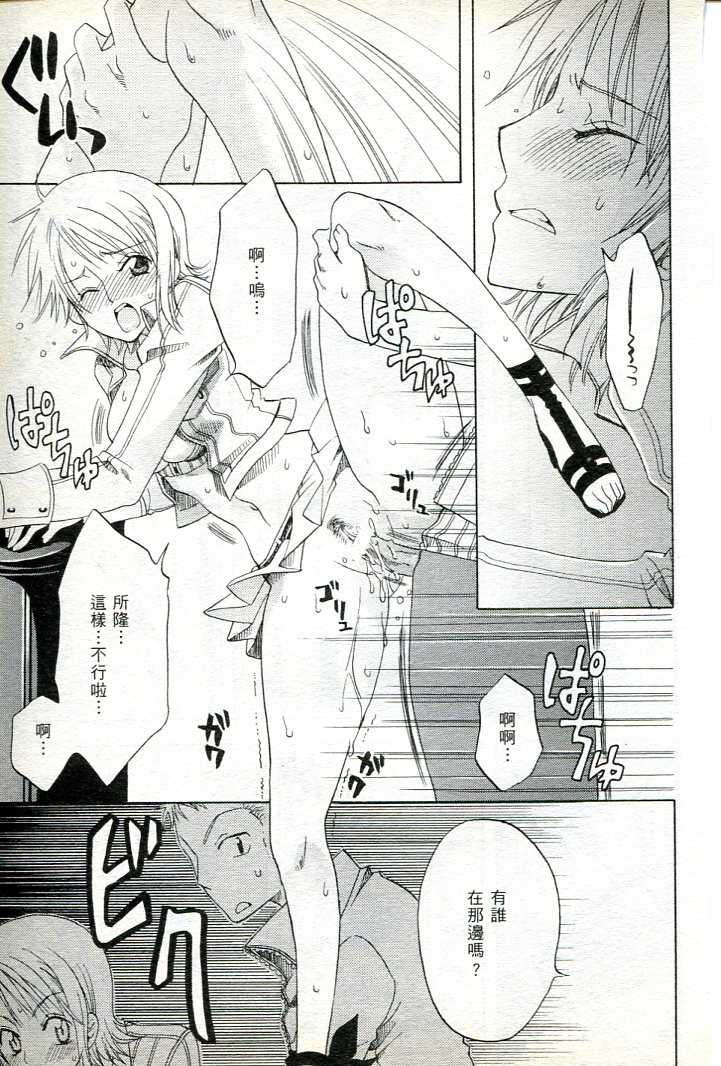 ～～っっ
ぐいっ
啊…嗚…
ぱちゅ
ゴリュッ
ぱちゅ
ゴリュ
所隆…
這樣…不行啦…
啊…
啊啊…
ぱちゅ
ガクガク
有誰
在那邊嗎？
ビク